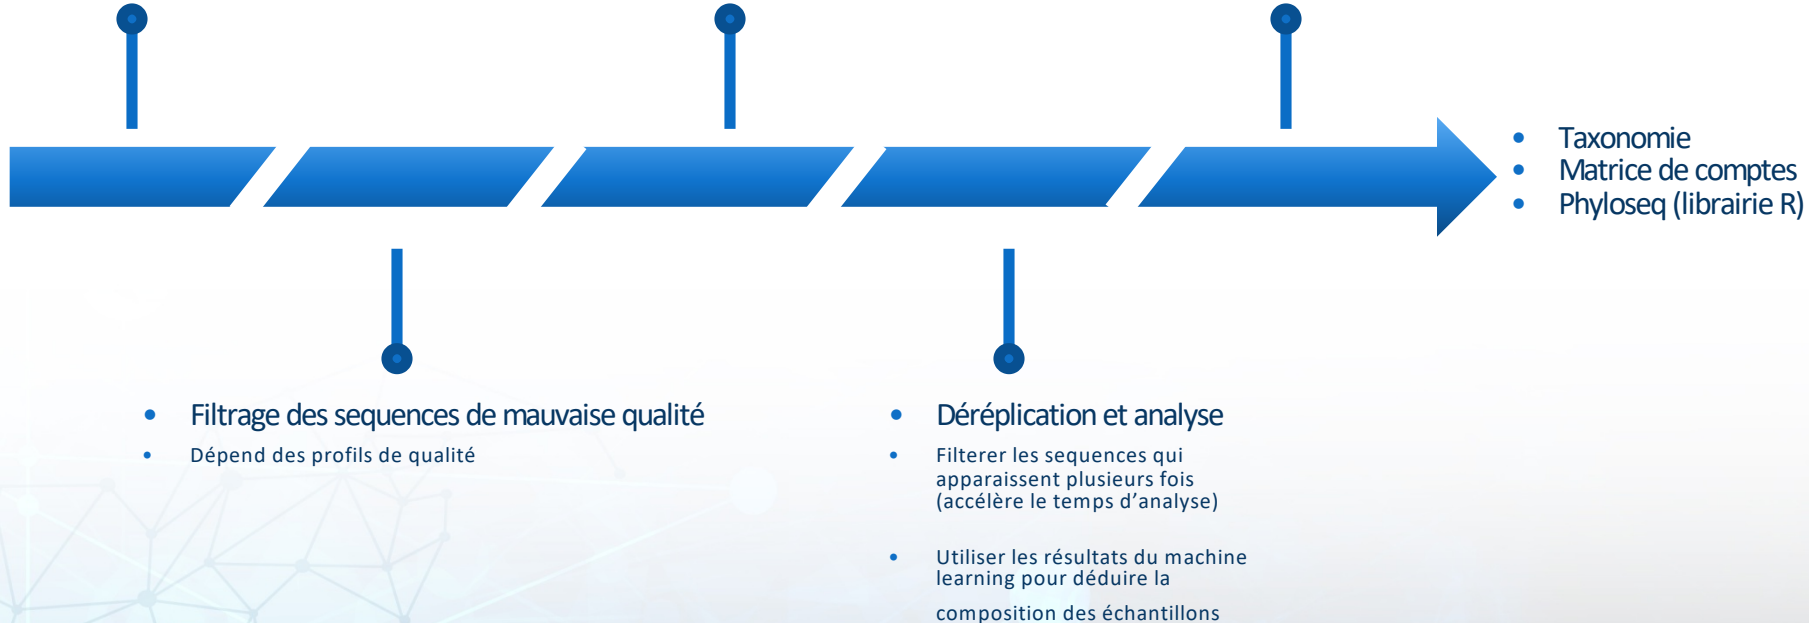 • Taxonomie
• Matrice de comptes
• Phyloseq (librairie R)
• Filtrage des sequences de mauvaise qualité
• Dépend des profils de qualité
• Déréplication et analyse
• Filterer les sequences qui
apparaissent plusieurs fois
(accélère le temps d’analyse)
• Utiliser les résultats du machine
learning pour déduire la
composition des échantillons